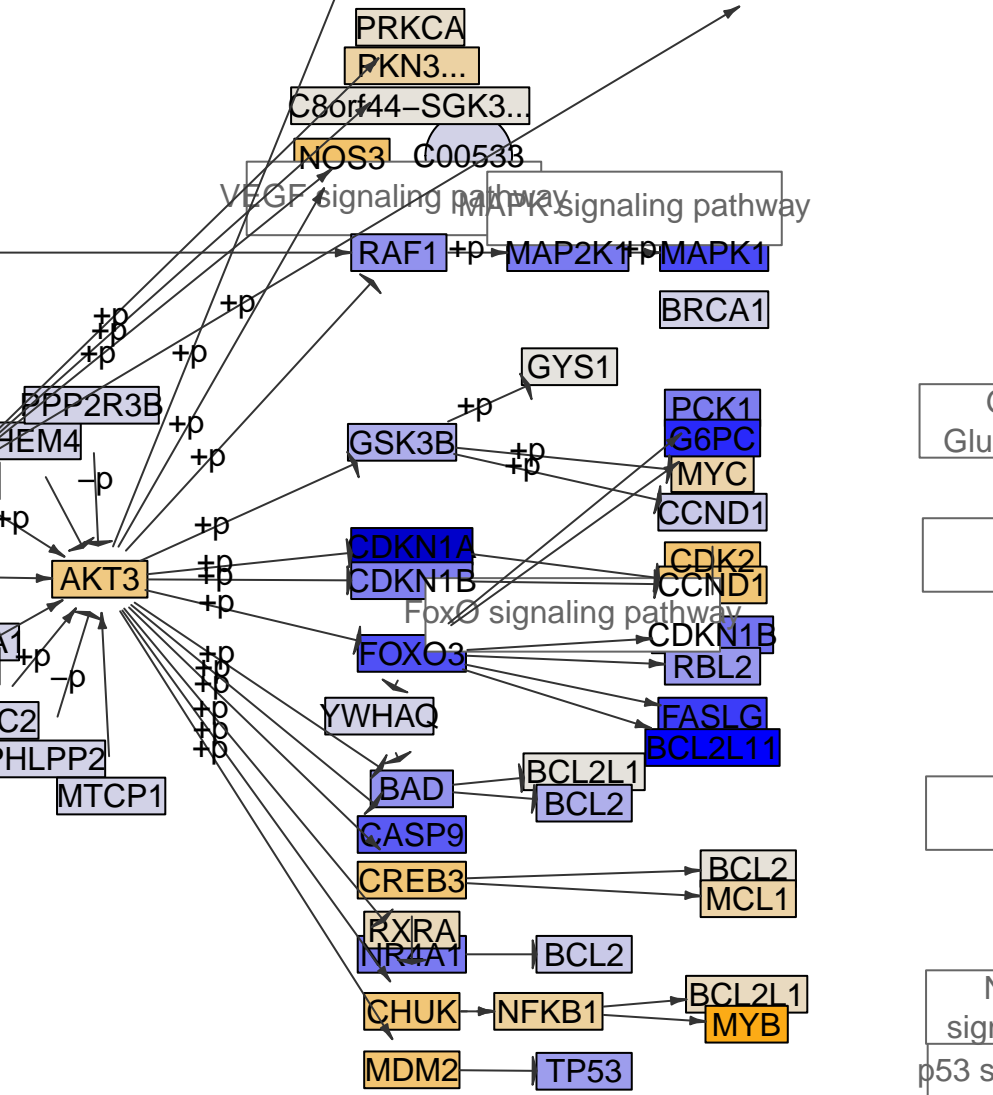 PRKCA
PKN3...
C8orf44−SGK3...
NOS3
C00533
VEGF signaling pathway
MAPK signaling pathway
RAF1
+p
MAP2K1
+p
MAPK1
BRCA1
+p
+p
+p
+p
+p
GYS1
PPP2R3B
HEM4
+p
+p
GSK3B
+p
+p
+p
PCK1
G6PC
MYC
CCND1
−p
+p
+p
AKT3
+p
+p
+p
CDKN1A
CDKN1B
CDK2
CCND1
FoxO signaling pathway
CDKN1B
RBL2
FOXO3
A1
+p
−p
+p
+p
+p
+p
+p
+p
C2
PHLPP2
MTCP1
YWHAQ
FASLG
BCL2L11
BAD
BCL2L1
BCL2
CASP9
CREB3
BCL2
MCL1
RXRA
NR4A1
BCL2
CHUK
NFKB1
BCL2L1
MYB
MDM2
TP53
Glu
sign
p53 s